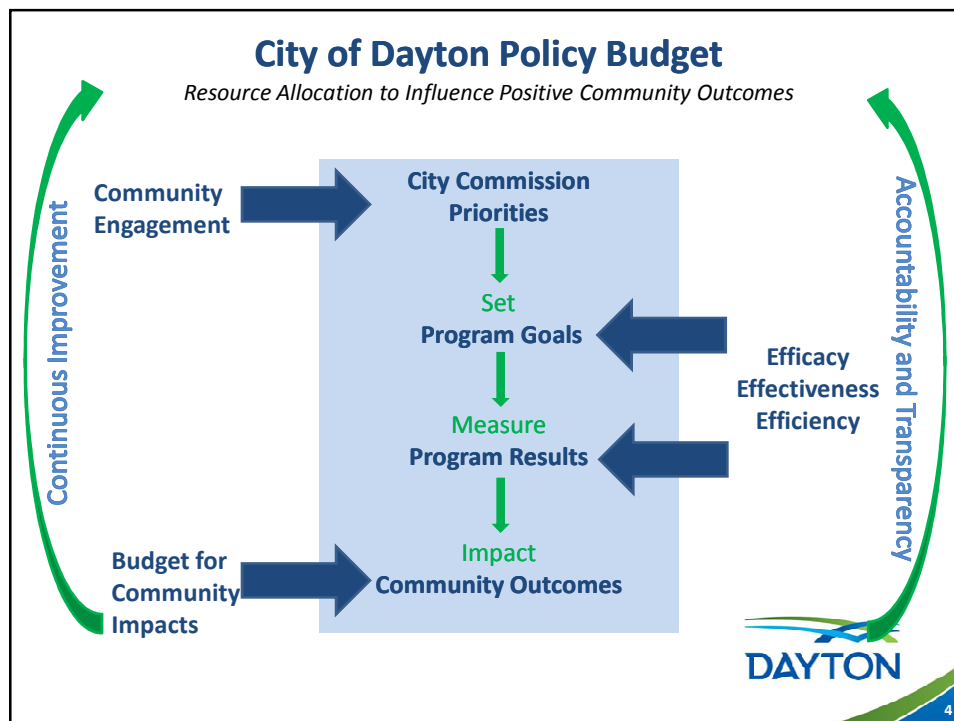 City of Dayton Policy Budget
Resource Allocation to Influence Positive Community Outcomes
Continuous Improvement
Community
Engagement
City Commission
Priorities
Set
Program Goals
Efficacy
Effectiveness
Efficiency
Measure
Program Results
Budget for
Community
Impacts
Impact
Community Outcomes
Accountability and Transparency
DAYTON
4